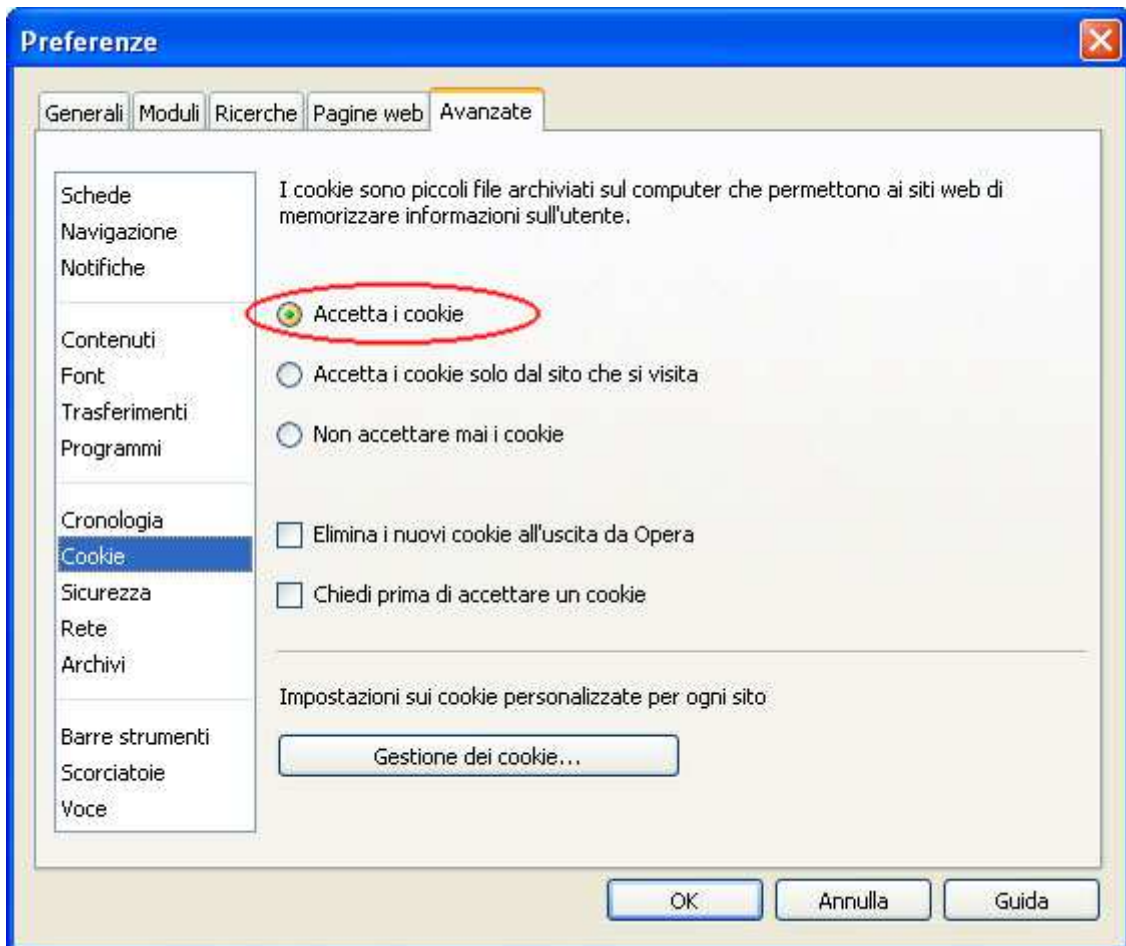 Preferenze
Generali Moduli Ricerche Pagine web Avanzate
Schede
Navigazione
Notifiche
Contenuti
Font
Trasferimenti
Programmi
Cronologia
Cookie
Sicurezza
Rete
Archivi
Barre strumenti
Scorciatoie
Voce
I cookie sono piccoli file archiviati sul computer che permettono ai siti web di
memorizzare informazioni sull'utente.
Accetta i cookie
Accetta i cookie solo dal sito che si visita
Non accettare mai i cookie
Elimina i nuovi cookie all'uscita da Opera
Chiedi prima di accettare un cookie
Impostazioni sui cookie personalizzate per ogni sito
Gestione dei cookie...
OK Annulla Guida